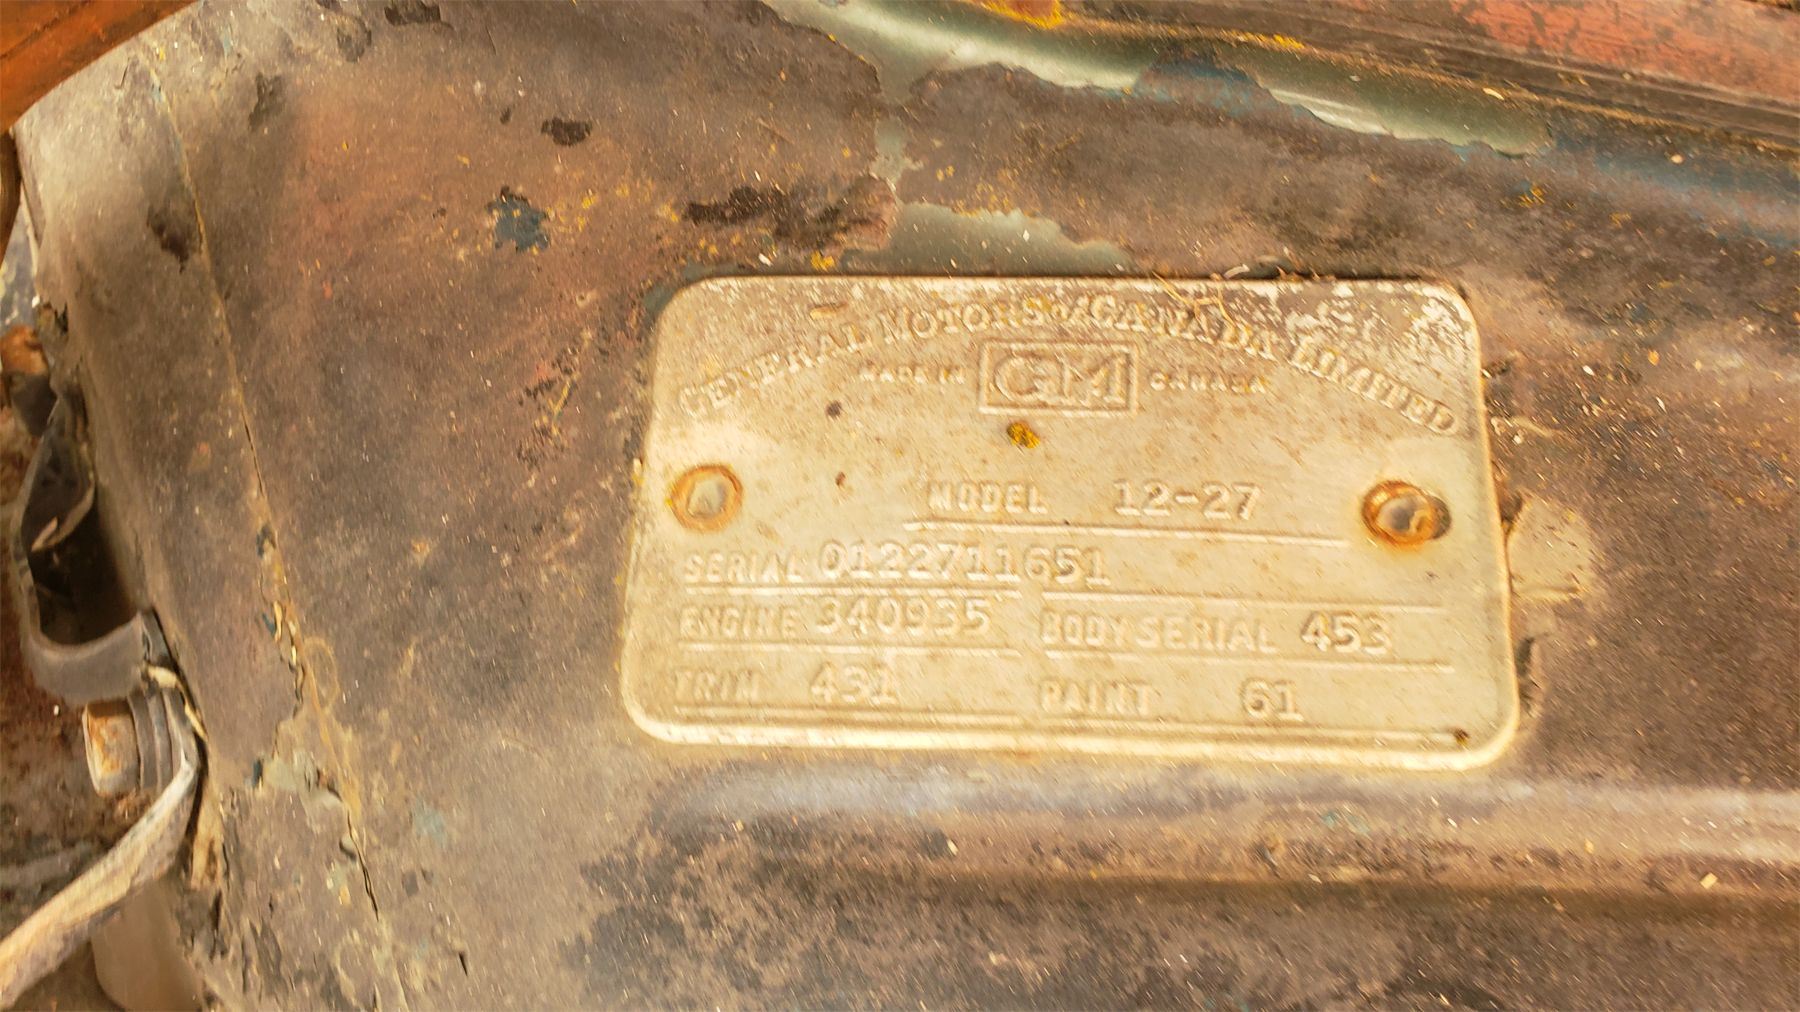 GENERAL MOTORS of CANADA LIMITED
MADE IN GM CANADA
MODEL 12-27
SERIAL 0122711651
ENGINE 340935 BODY SERIAL 453
TRIM 431 PAINT 61